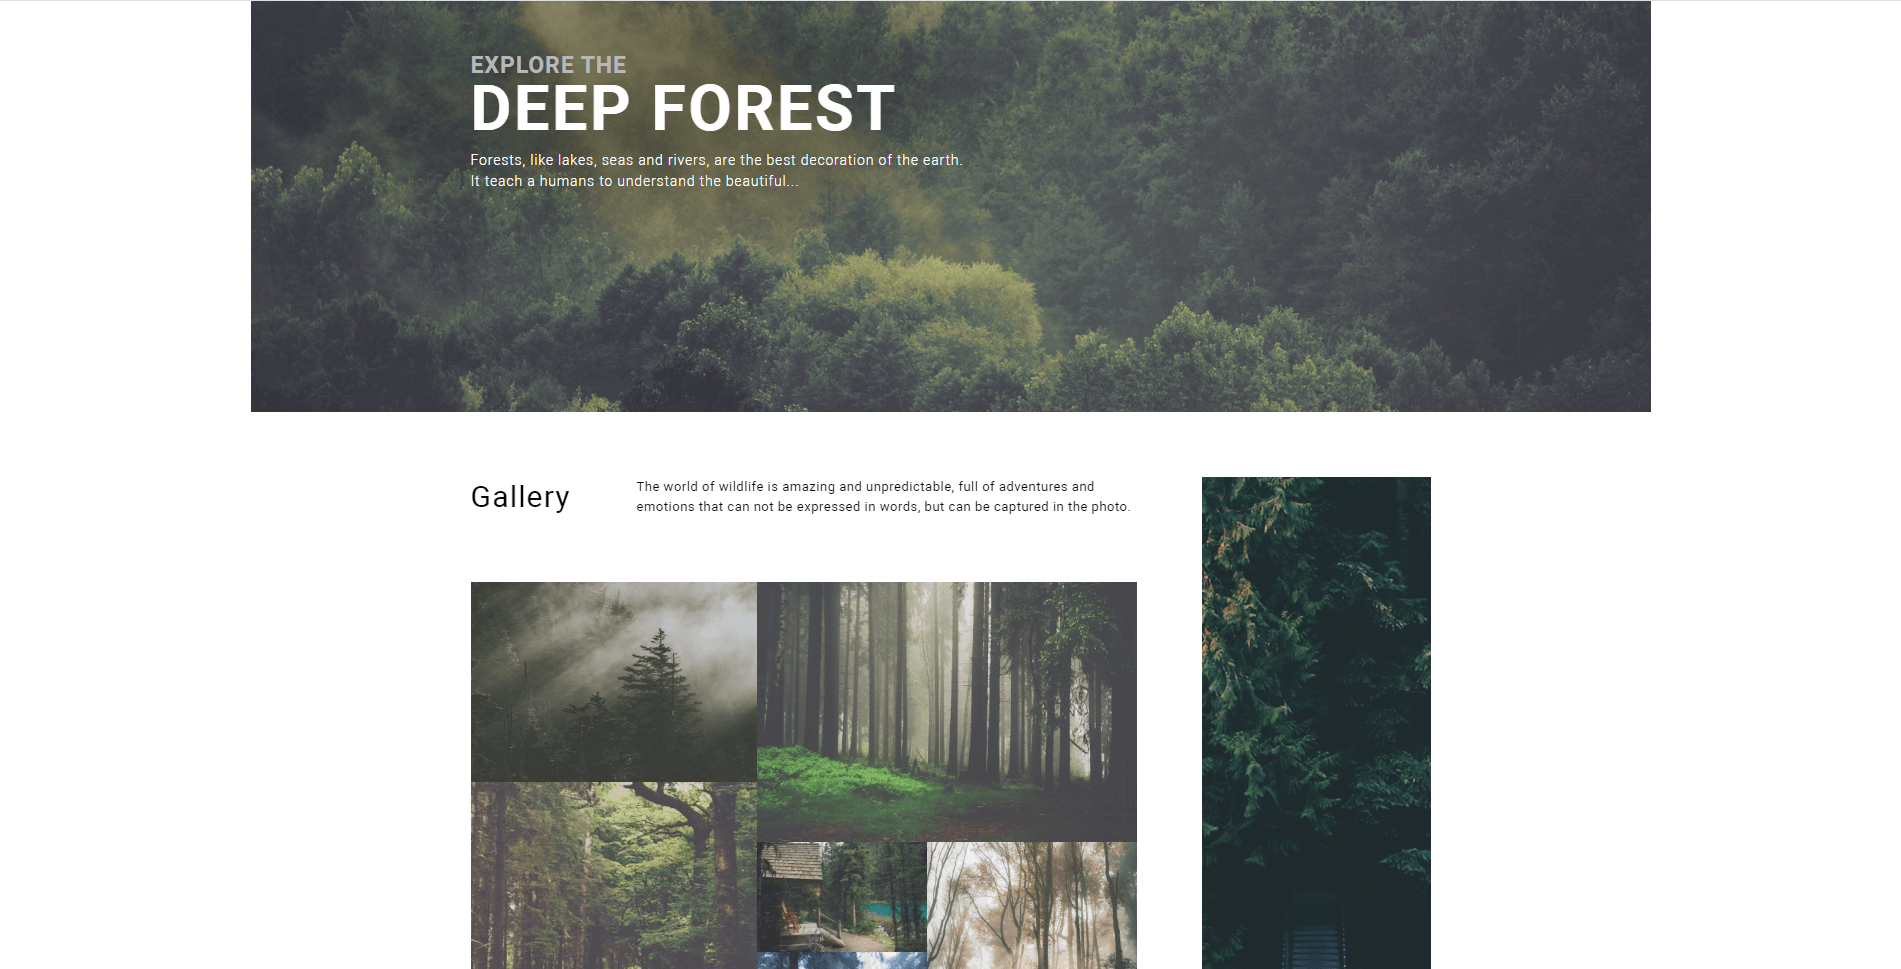 EXPLORE THE
DEEP FOREST
Forests, like lakes, seas and rivers, are the best decoration of the earth.
It teach a humans to understand the beautiful...
Gallery
The world of wildlife is amazing and unpredictable, full of adventures and
emotions that can not be expressed in words, but can be captured in the photo.